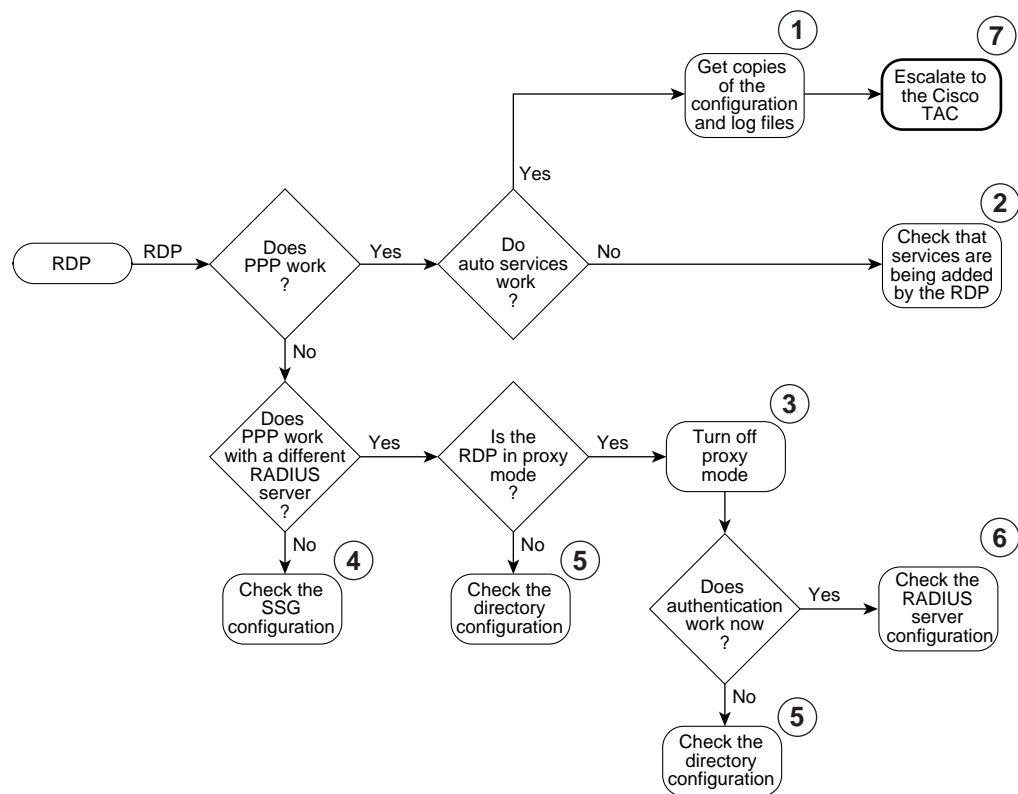 1
7
Get copies
of the
configuration
and log files
Escalate to
the Cisco
TAC
Yes
2
RDP
RDP
Does
PPP work
?
Yes
Do
auto services
work
?
No
Check that
services are
being added
by the RDP
No
3
Does
PPP work
with a different
RADIUS
server
?
Yes
Is the
RDP in proxy
mode
?
Yes
Turn off
proxy
mode
No
4
No
5
6
Check the
SSG
configuration
Check the
directory
configuration
Does
authentication
work now
?
Yes
Check the
RADIUS
server
configuration
No
5
Check the
directory
configuration